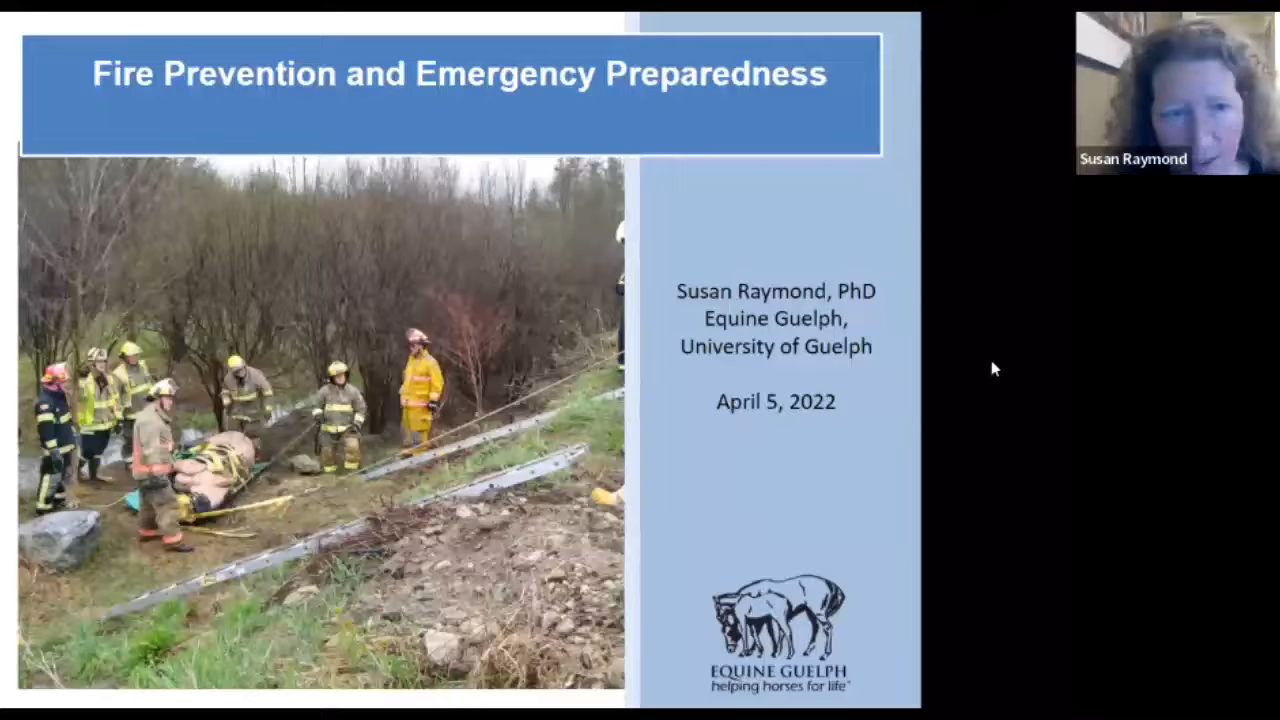 Fire Prevention and Emergency Preparedness
Susan Raymond
Susan Raymond, PhD
Equine Guelph,
University of Guelph
April 5, 2022
EQUINE GUELPH
helping horses for life™